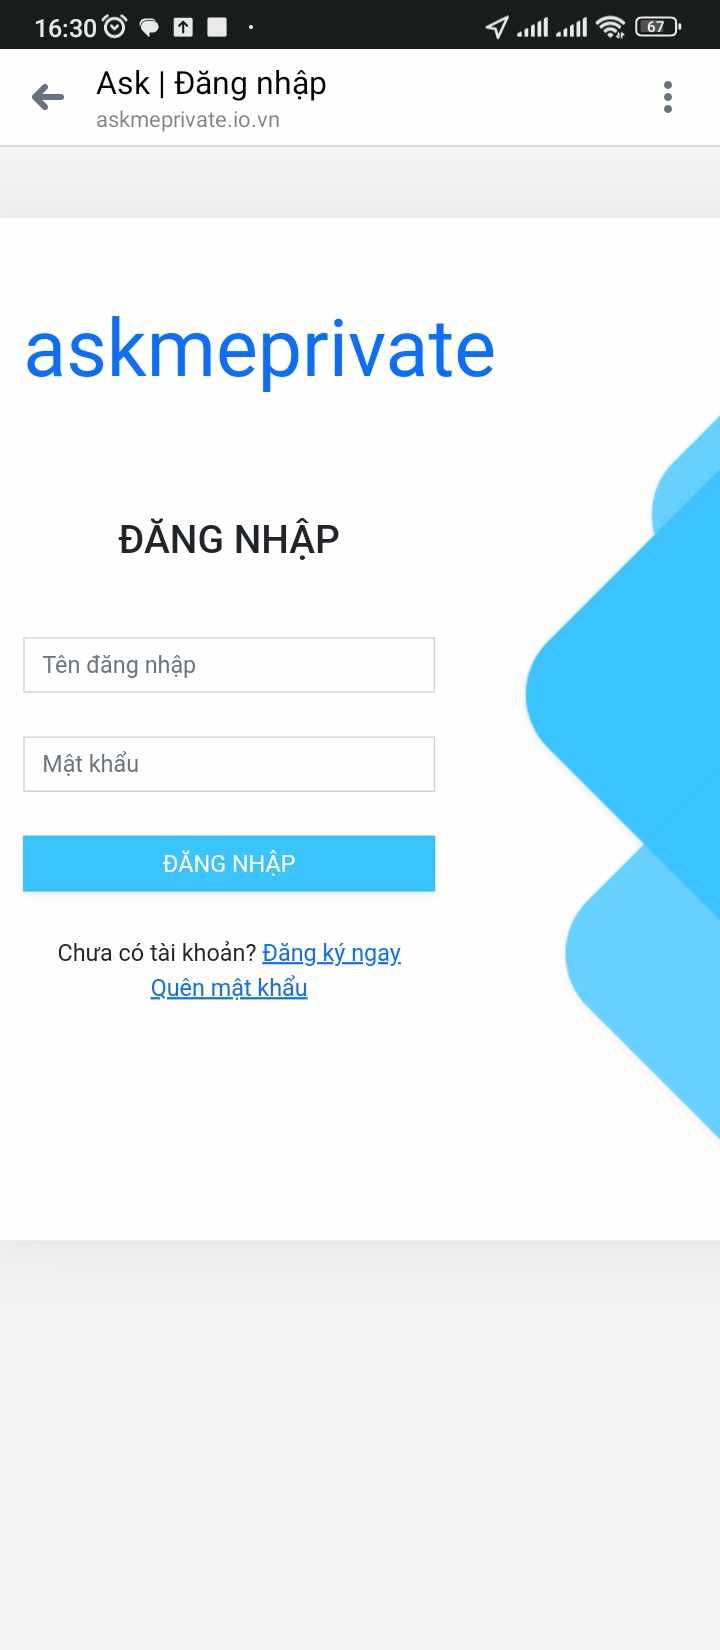 16:30
67
Ask | Đăng nhập
askmeprivate.io.vn
askmeprivate
ĐĂNG NHẬP
Tên đăng nhập
Mật khẩu
ĐĂNG NHẬP
Chưa có tài khoản? Đăng ký ngay
Quên mật khẩu